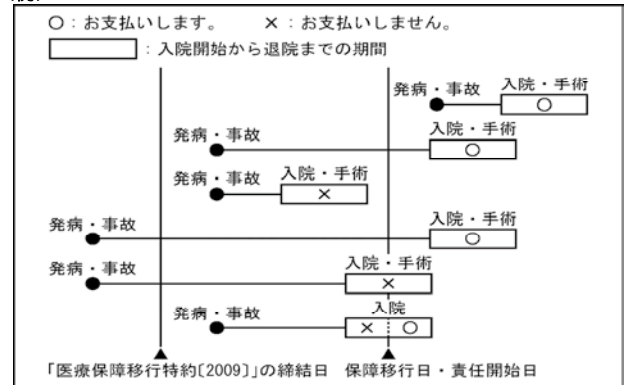 ○：お支払いします。　×：お支払いしません。
：入院開始から退院までの期間
発病・事故　入院・手術
○
発病・事故　入院・手術
○
発病・事故　入院・手術
×
発病・事故　入院・手術
○
発病・事故　入院・手術
×
発病・事故　入院
×　○
「医療保障移行特約〔2009〕」の締結日　保障移行日・責任開始日